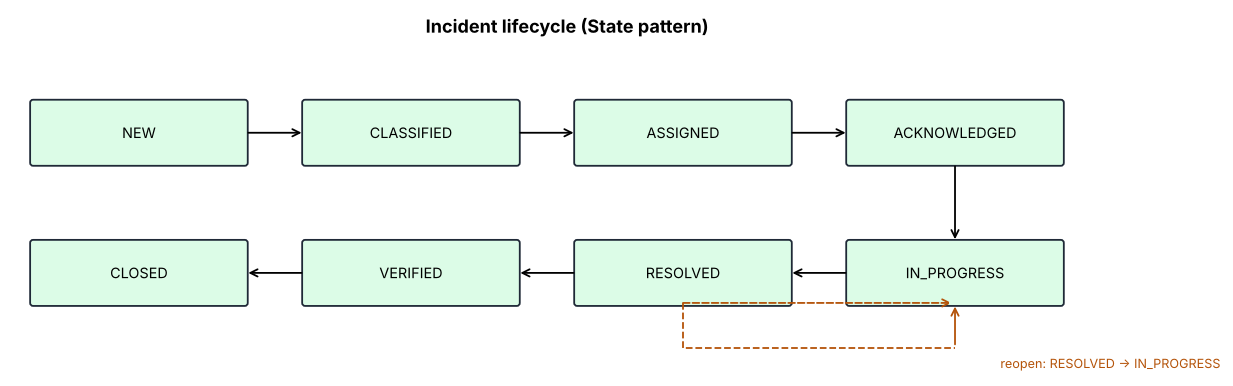 Incident lifecycle (State pattern)
NEW
CLASSIFIED
ASSIGNED
ACKNOWLEDGED
CLOSED
VERIFIED
RESOLVED
IN_PROGRESS
reopen: RESOLVED → IN_PROGRESS